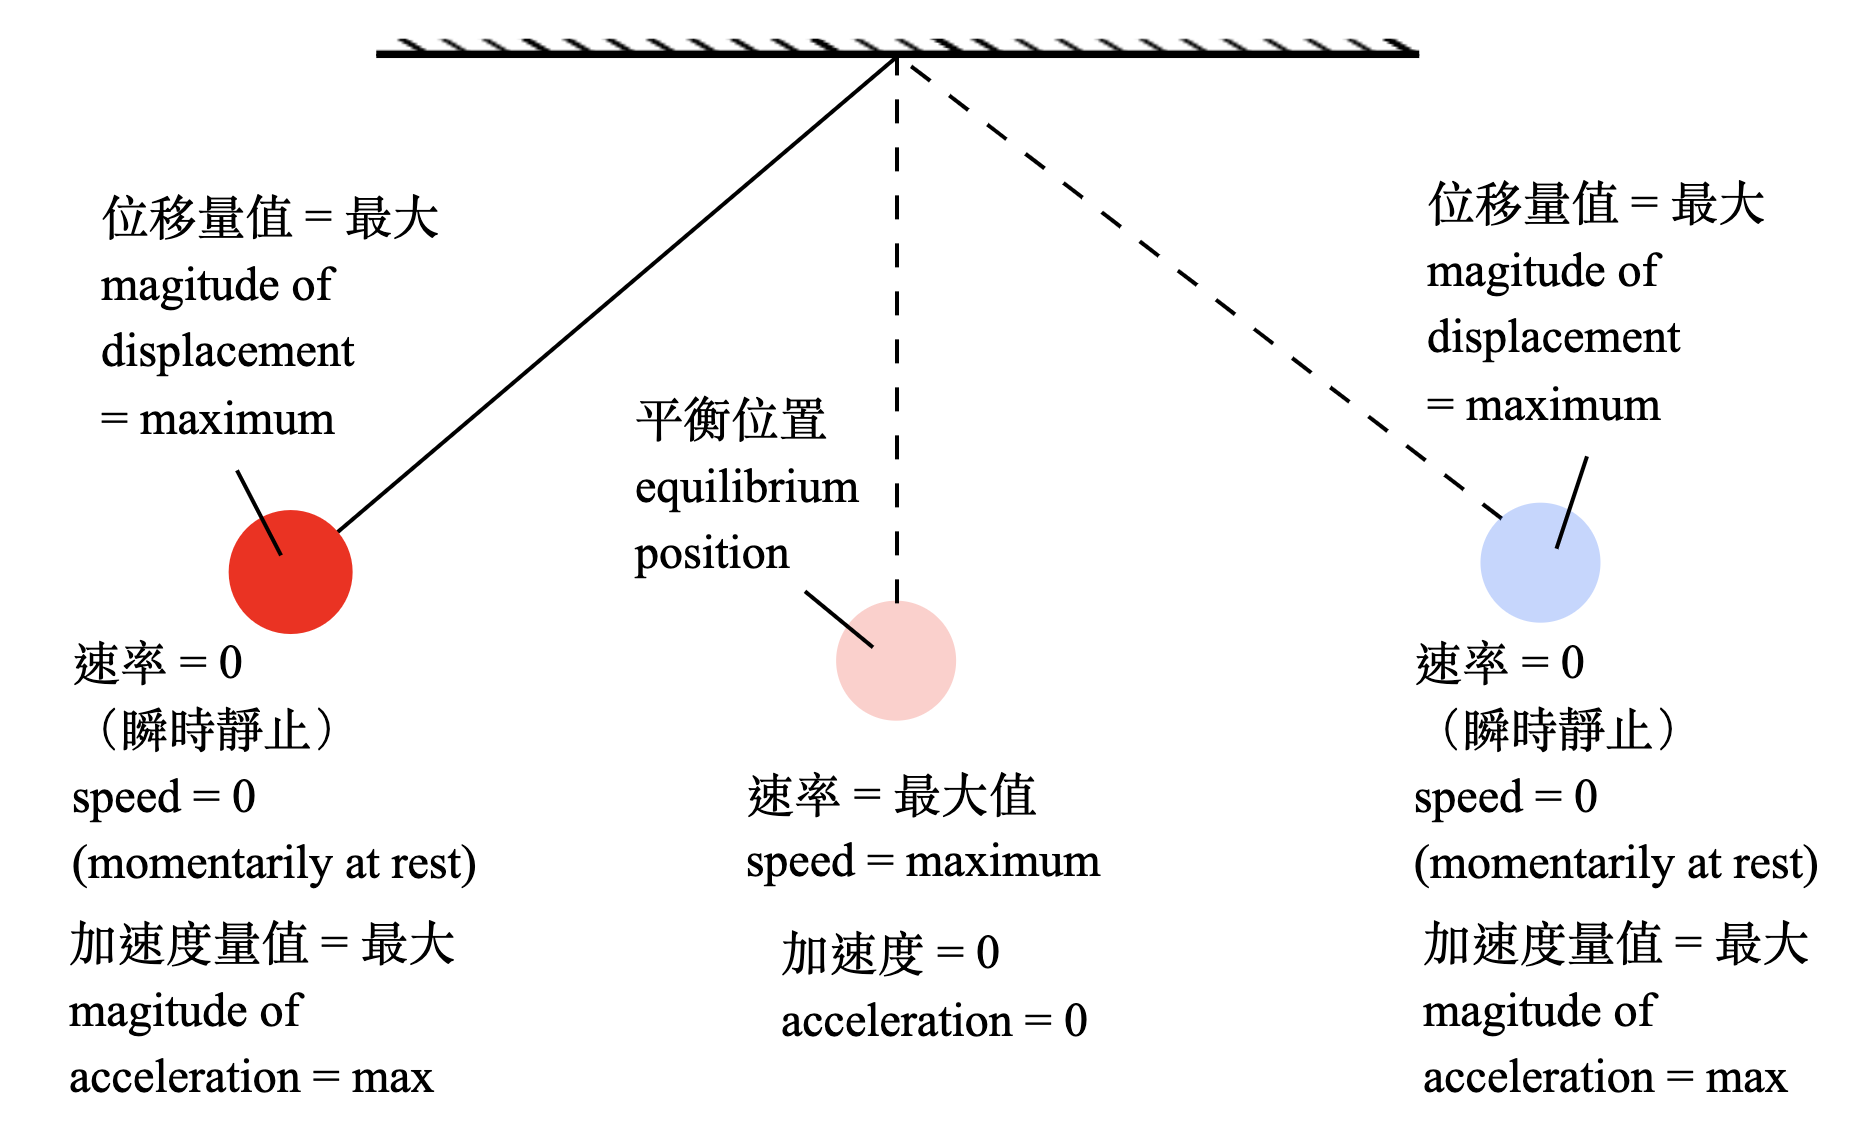 位移量值 = 最大
magitude of
displacement
= maximum
速率 = 0
（瞬時靜止）
speed = 0
(momentarily at rest)
加速度量值 = 最大
magitude of
acceleration = max
平衡位置
equilibrium
position
速率 = 最大值
speed = maximum
加速度 = 0
acceleration = 0
位移量值 = 最大
magitude of
displacement
= maximum
速率 = 0
（瞬時靜止）
speed = 0
(momentarily at rest)
加速度量值 = 最大
magitude of
acceleration = max